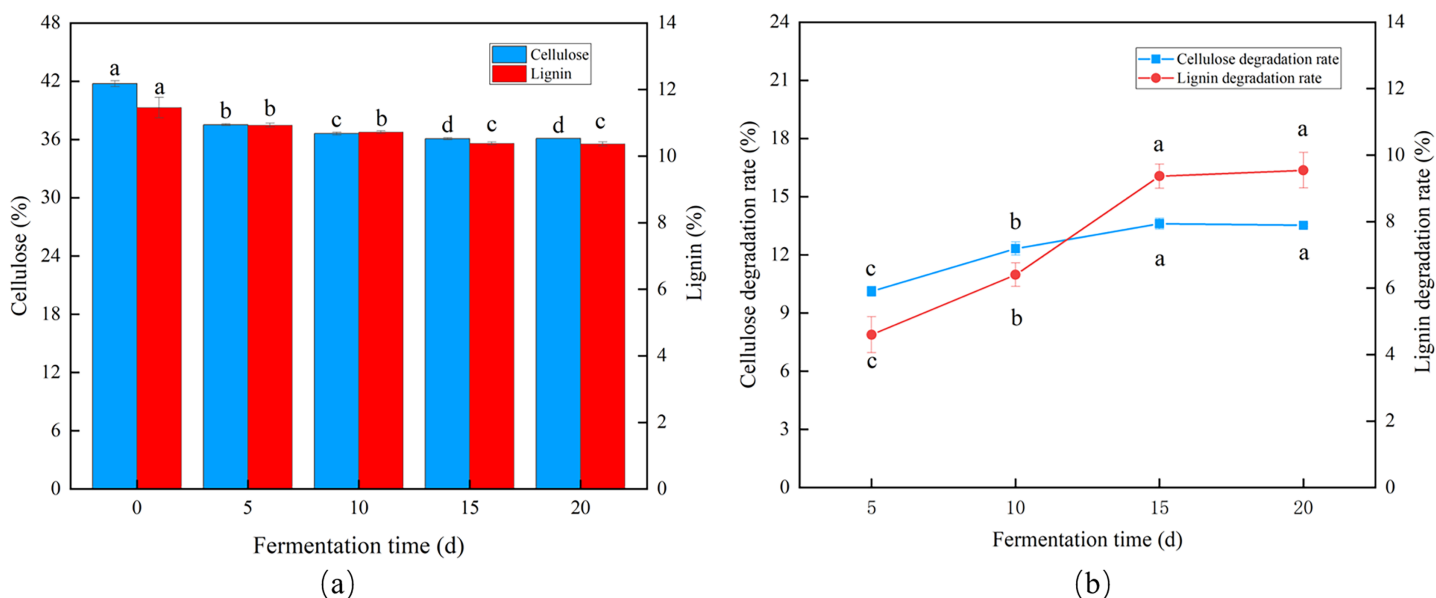 48
42
36
30
24
18
12
6
0
Cellulose (%)
a
a
b
b
c
b
d
c
d
c
Cellulose
Lignin
14
12
10
8
6
4
2
0
Lignin (%)
0
5
10
15
20
Fermentation time (d)
(a)
24
21
18
15
12
9
6
3
0
Cellulose degradation rate (%)
Cellulose degradation rate
Lignin degradation rate
c
b
a
a
c
b
a
a
14
12
10
8
6
4
2
0
Lignin degradation rate (%)
5
10
15
20
Fermentation time (d)
(b)